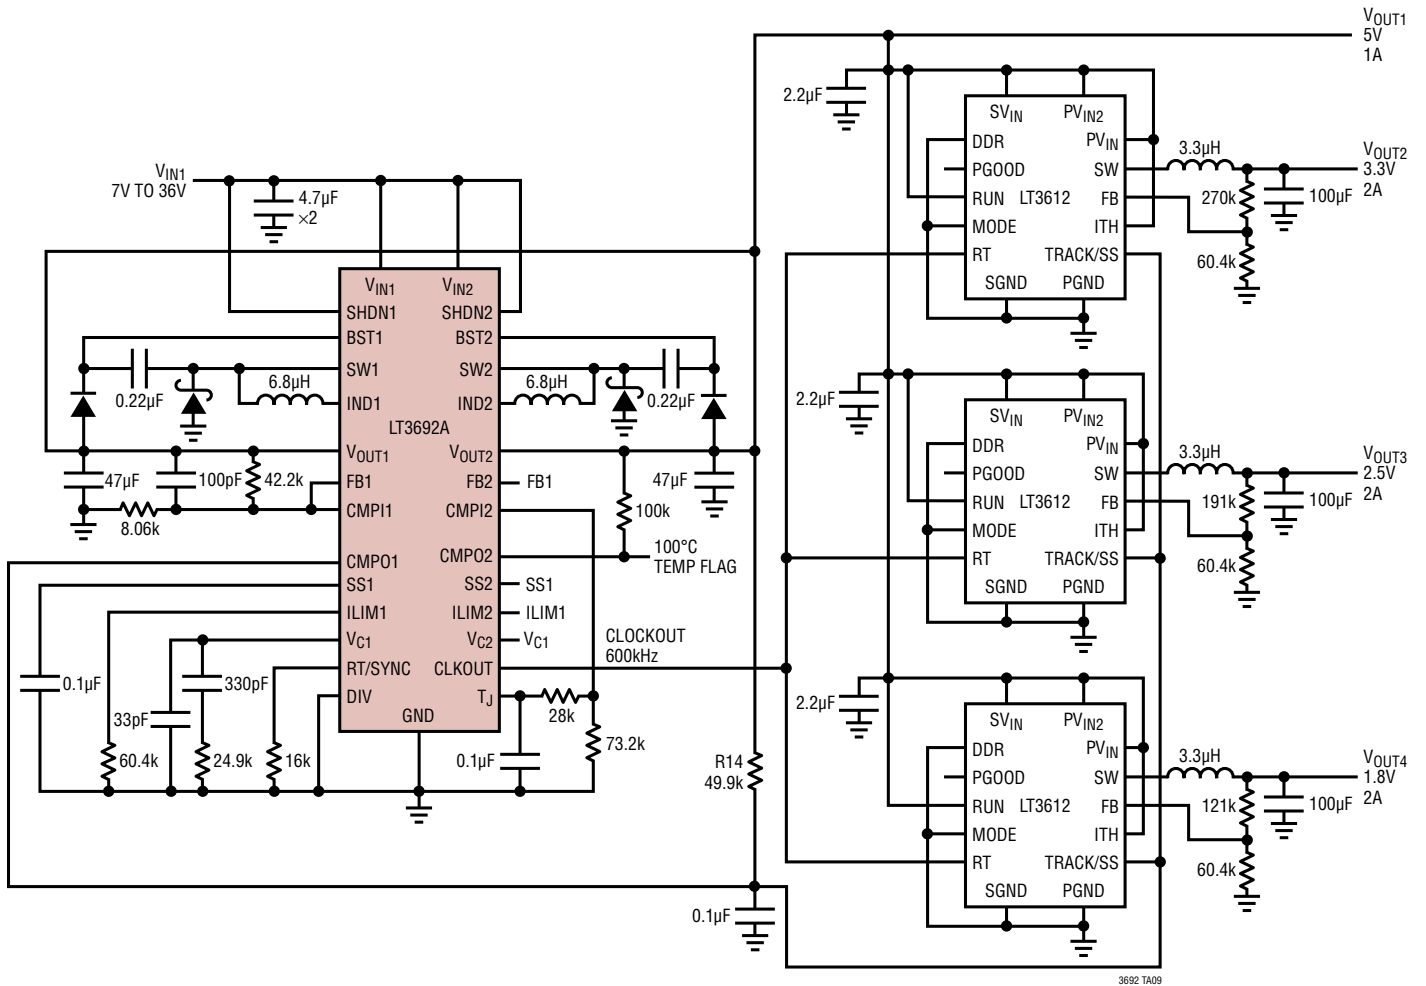 VOUT1
5V
1A
2.2µF
SVIN
PVIN2
DDR
PVIN
PGOOD
SW
RUN
LT3612
FB
MODE
ITH
RT
TRACK/SS
SGND
PGND
3.3µH
VOUT2
3.3V
2A
270k
100µF
60.4k
VIN1
7V TO 36V
4.7µF
×2
VIN1
VIN2
SHDN1
SHDN2
BST1
BST2
SW1
SW2
IND1
IND2
LT3692A
VOUT1
VOUT2
FB1
FB2
FB1
CMPI1
CMPI2
CMPO1
CMPO2
SS1
SS2
SS1
ILIM1
ILIM2
ILIM1
VC1
VC2
VC1
RT/SYNC
CLKOUT
DIV
TJ
GND
0.22µF
6.8µH
6.8µH
0.22µF
47µF
100pF
42.2k
8.06k
47µF
100k
100°C
TEMP FLAG
CLOCKOUT
600kHz
0.1µF
330pF
33pF
60.4k
24.9k
16k
28k
73.2k
0.1µF
R14
49.9k
0.1µF
2.2µF
SVIN
PVIN2
DDR
PVIN
PGOOD
SW
RUN
LT3612
FB
MODE
ITH
RT
TRACK/SS
SGND
PGND
3.3µH
VOUT3
2.5V
2A
191k
100µF
60.4k
2.2µF
SVIN
PVIN2
DDR
PVIN
PGOOD
SW
RUN
LT3612
FB
MODE
ITH
RT
TRACK/SS
SGND
PGND
3.3µH
VOUT4
1.8V
2A
121k
100µF
60.4k
3692 TA09